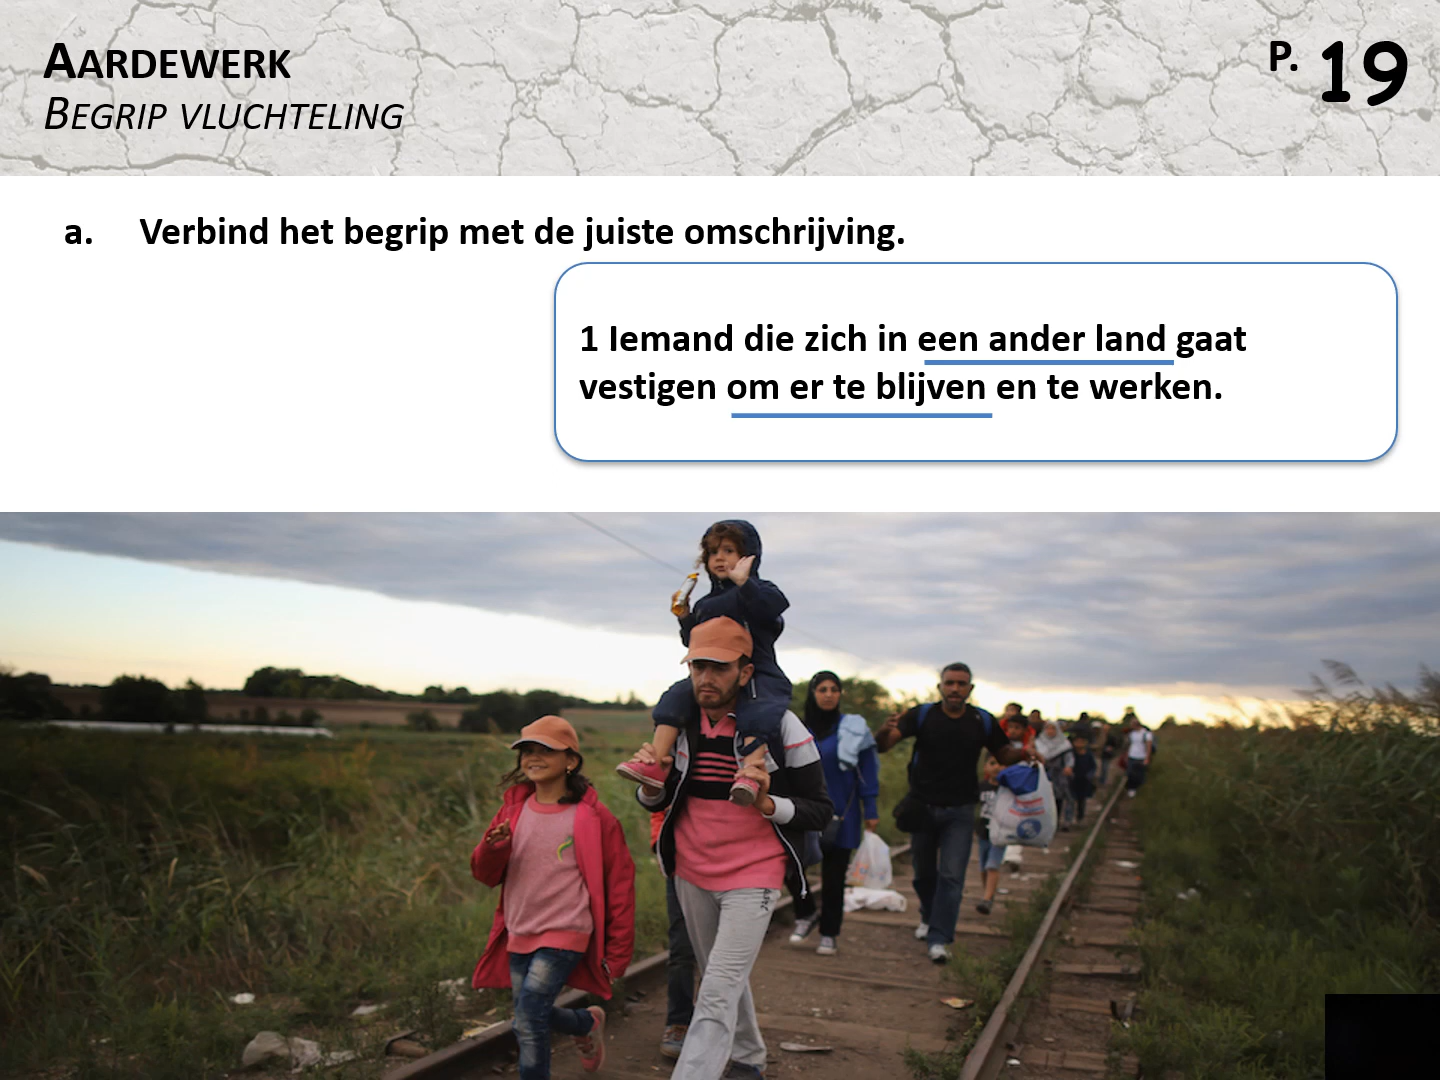 AARDEWERK
BEGRIP VLUCHTELING
P. 19
a. Verbind het begrip met de juiste omschrijving.
1 Iemand die zich in een ander land gaat
vestigen om er te blijven en te werken.